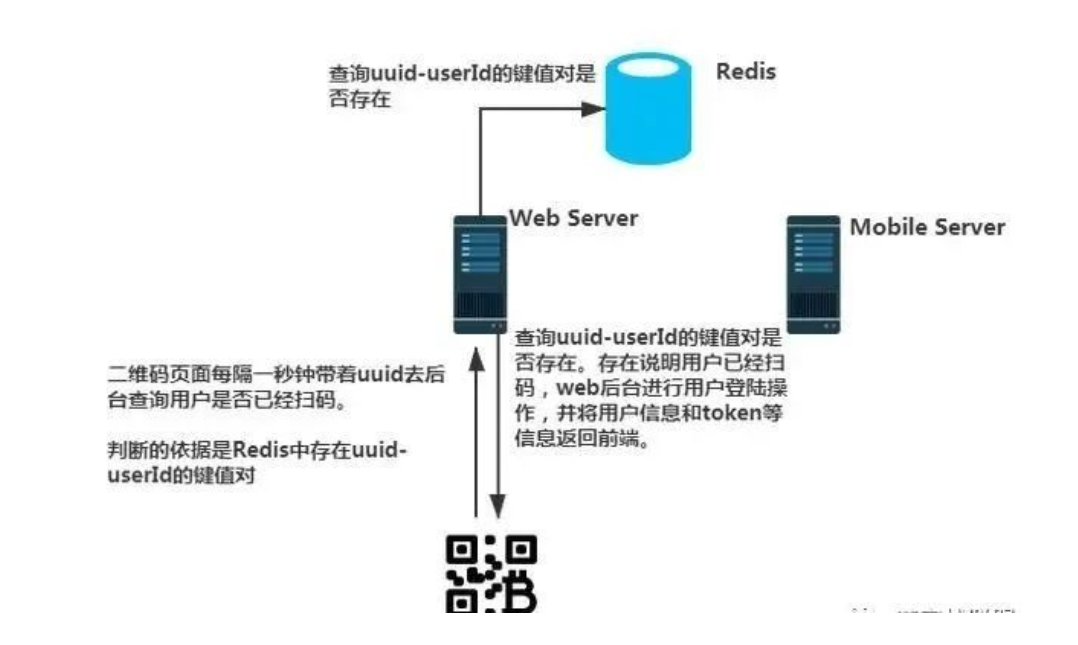 查询uuid-userId的键值对是
否存在
Redis
Web Server
Mobile Server
查询uuid-userId的键值对是
否存在。存在说明用户已经扫
码，web后台进行用户登陆操
作，并将用户信息和token等
信息返回前端。
二维码页面每隔一秒钟带着uuid去后
台查询用户是否已经扫码。
判断的依据是Redis中存在uuid-
userId的键值对